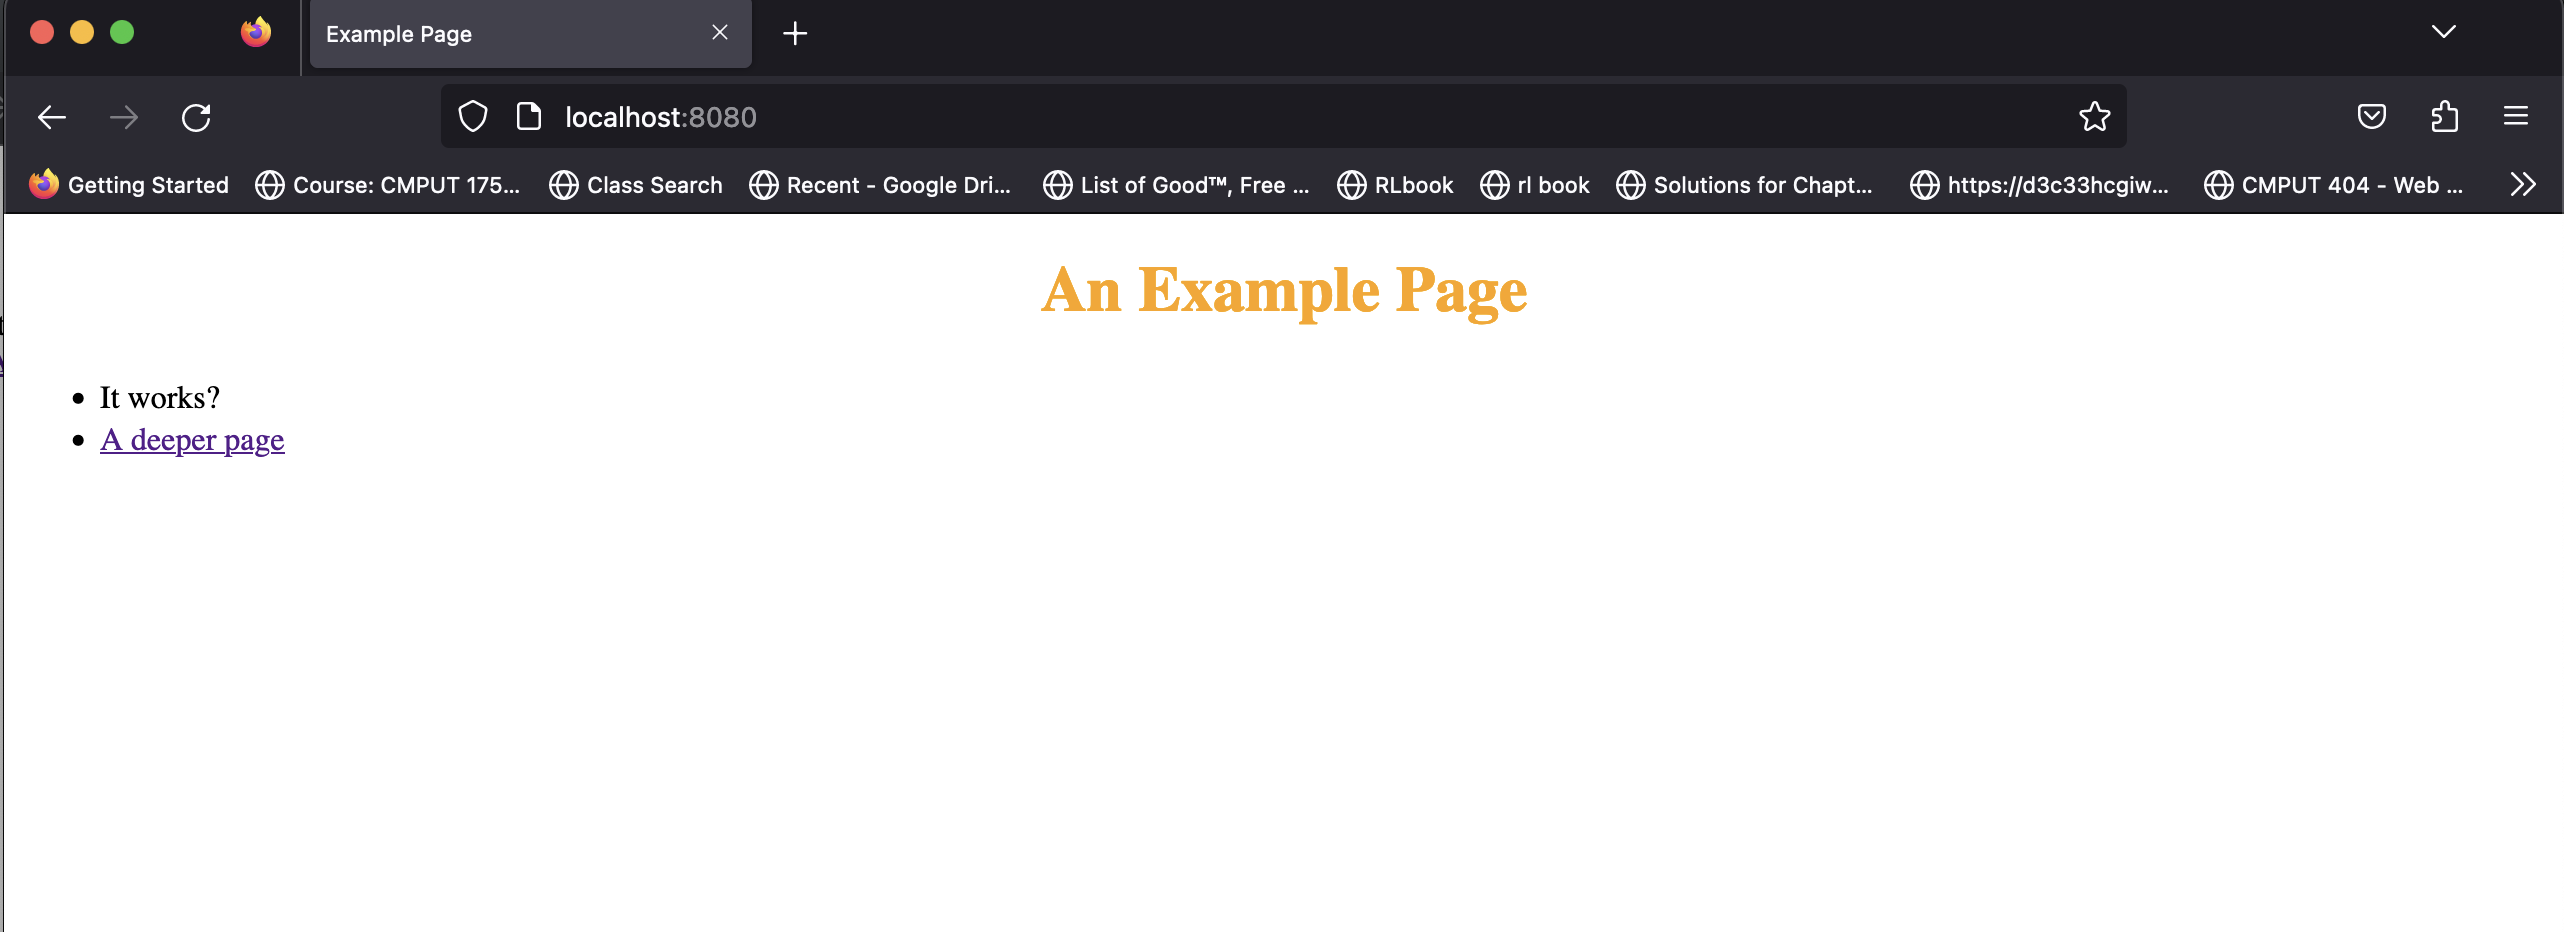 Example Page
localhost:8080
Getting Started Course: CMPUT 175... Class Search Recent - Google Dri... List of Good™, Free ... RLbook rl book Solutions for Chapt... https://d3c33hcgiw... CMPUT 404 - Web ...
An Example Page
• It works?
• A deeper page